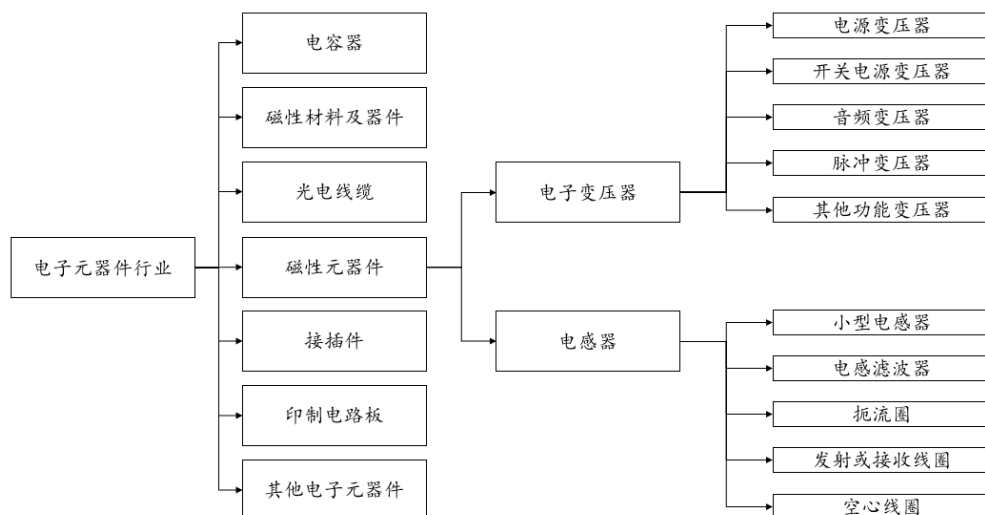 电子元器件行业
电容器
磁性材料及器件
光电线缆
磁性元器件
接插件
印制电路板
其他电子元器件
电子变压器
电感器
电源变压器
开关电源变压器
音频变压器
脉冲变压器
其他功能变压器
小型电感器
电感滤波器
扼流圈
发射或接收线圈
空心线圈